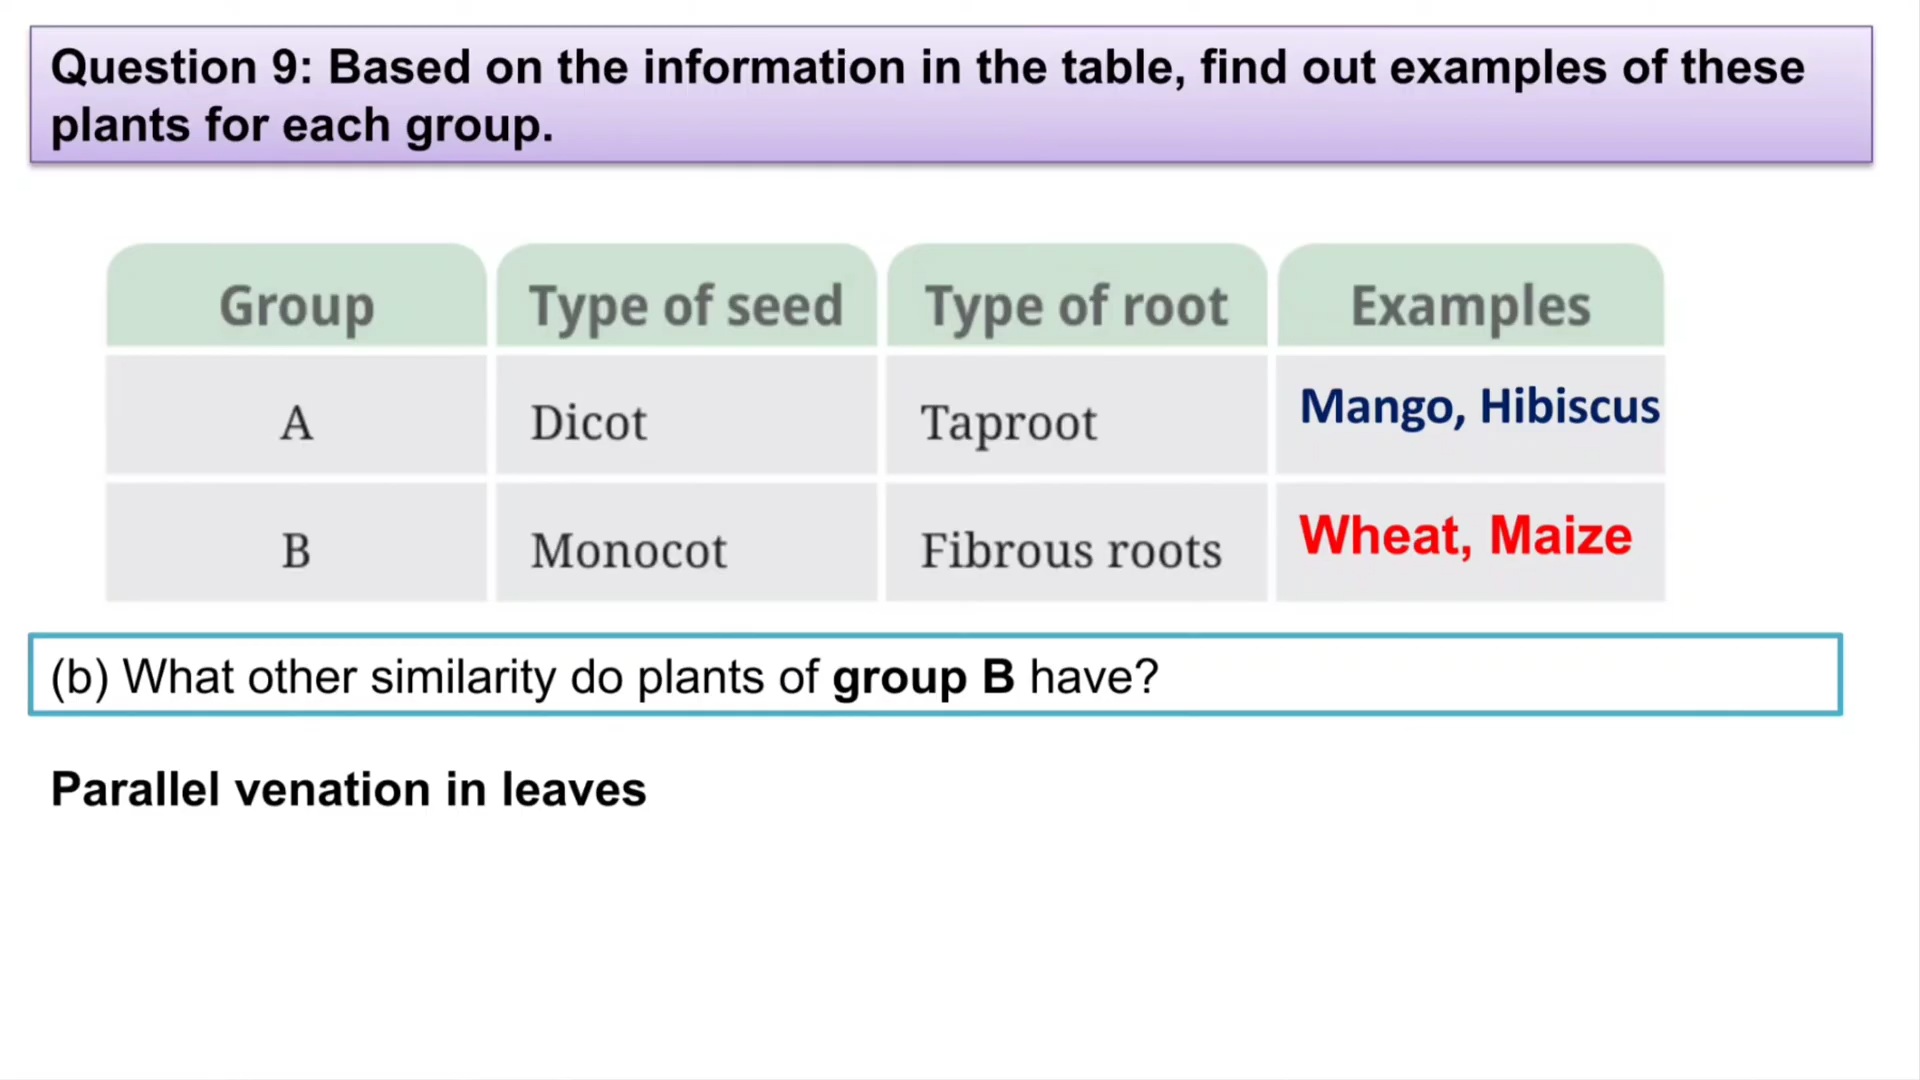 Question 9: Based on the information in the table, find out examples of these
plants for each group.
Group Type of seed Type of root Examples
A Dicot Taproot Mango, Hibiscus
B Monocot Fibrous roots Wheat, Maize
(b) What other similarity do plants of group B have?
Parallel venation in leaves